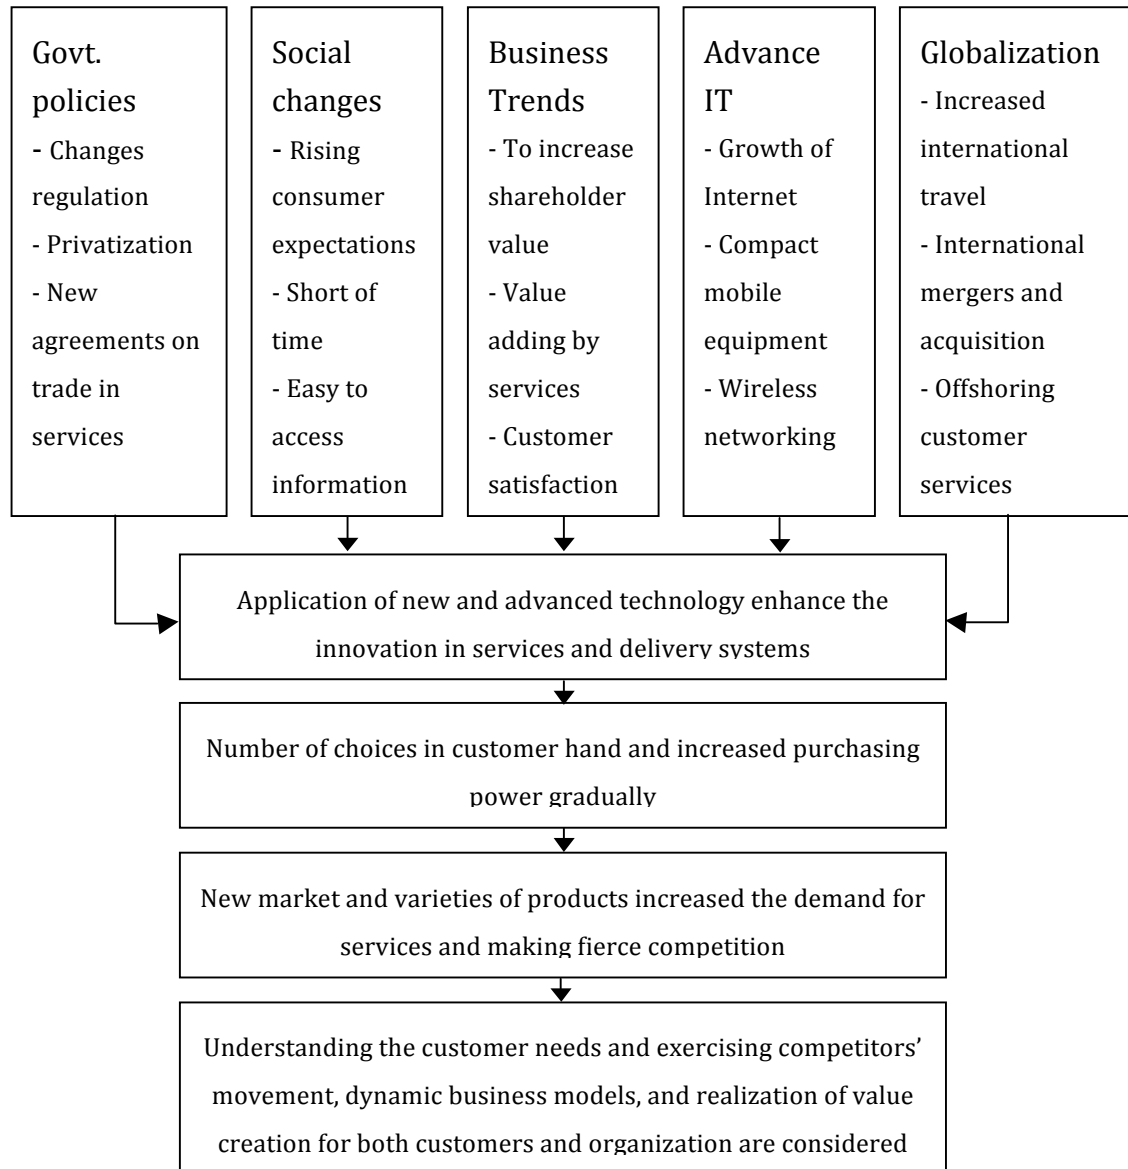 Govt.
policies
- Changes
regulation
- Privatization
- New
agreements on
trade in
services
Social
changes
- Rising
consumer
expectations
- Short of
time
- Easy to
access
information
Business
Trends
- To increase
shareholder
value
- Value
adding by
services
- Customer
satisfaction
Advance
IT
- Growth of
Internet
- Compact
mobile
equipment
- Wireless
networking
Globalization
- Increased
international
travel
- International
mergers and
acquisition
- Offshoring
customer
services
Application of new and advanced technology enhance the
innovation in services and delivery systems
Number of choices in customer hand and increased purchasing
power gradually
New market and varieties of products increased the demand for
services and making fierce competition
Understanding the customer needs and exercising competitors’
movement, dynamic business models, and realization of value
creation for both customers and organization are considered